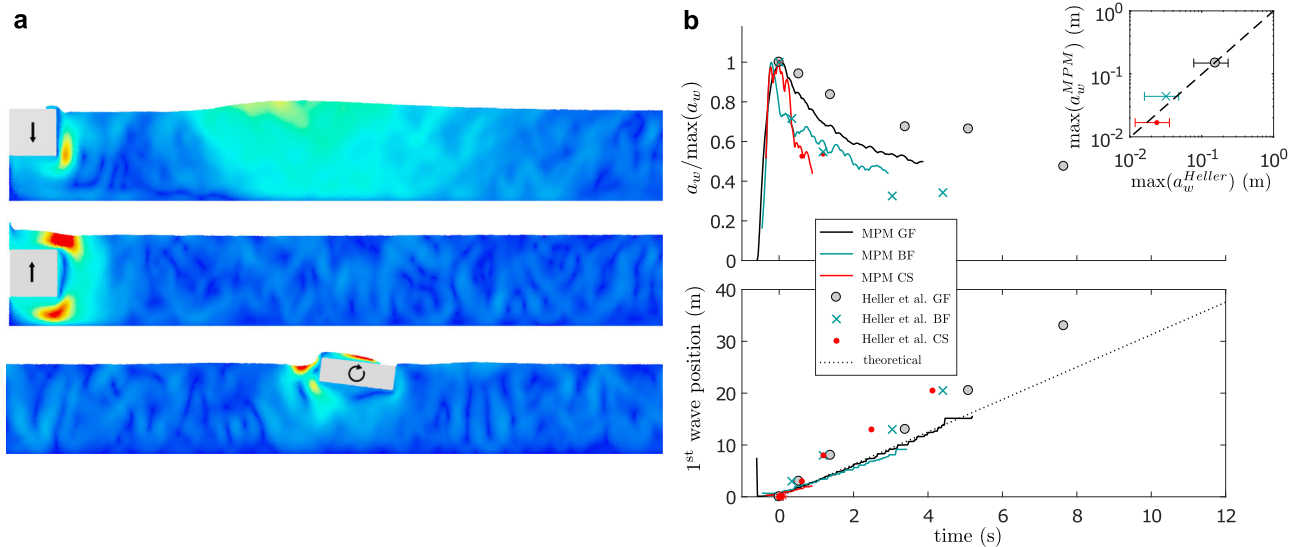 a
b
a_w/max(a_w)
1
0.8
0.6
0.4
0.2
0
max(a_w^{MPM}) (m)
10^0
10^{-1}
10^{-2}
10^{-2} 10^{-1} 10^0
max(a_w^{Heller}) (m)
MPM GF
MPM BF
MPM CS
Heller et al. GF
Heller et al. BF
Heller et al. CS
theoretical
1^{st} wave position (m)
40
30
20
10
0
0 2 4 6 8 10 12
time (s)